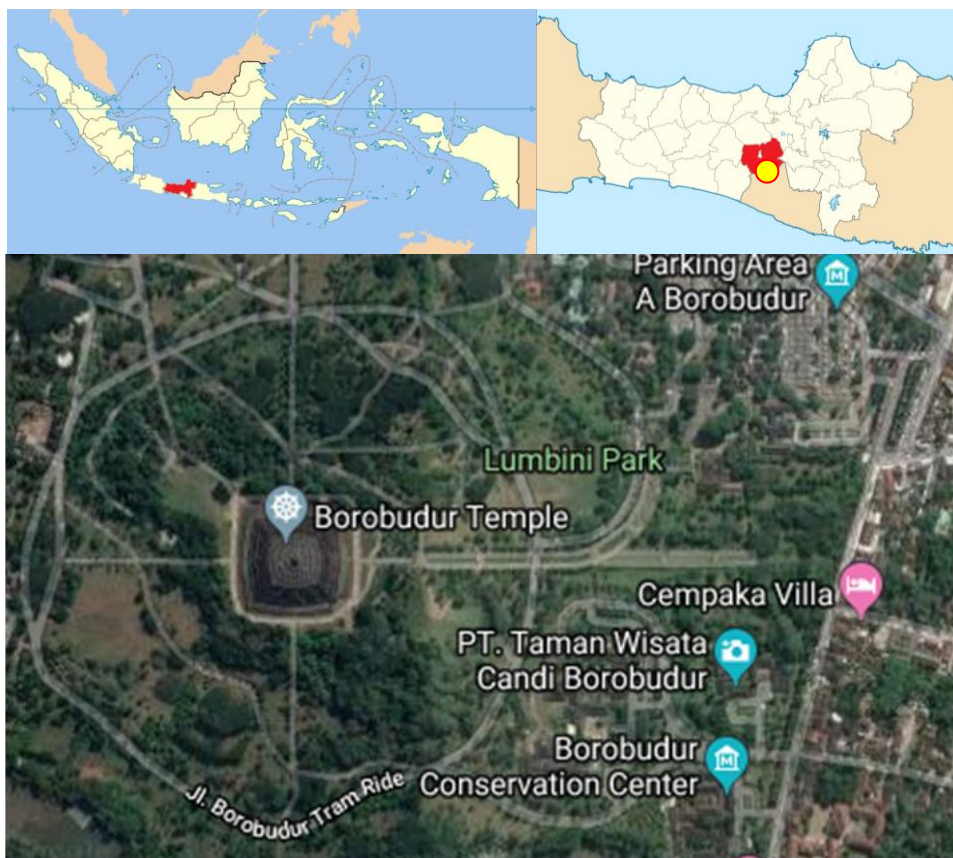 Parking Area
A Borobudur
Lumbini Park
Borobudur Temple
Cempaka Villa
PT. Taman Wisata
Candi Borobudur
Borobudur
Conservation Center
Jl. Borobudur Tram Ride